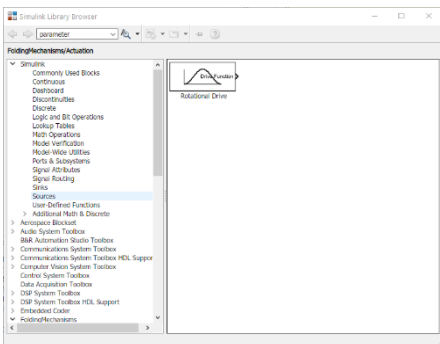 Simulink Library Browser
parameter
FoldingMechanisms/Actuation
Simulink
Commonly Used Blocks
Continuous
Dashboard
Discontinuities
Discrete
Logic and Bit Operations
Lookup Tables
Math Operations
Model Verification
Model-Wide Utilities
Ports & Subsystems
Signal Attributes
Signal Routing
Sinks
Sources
User-Defined Functions
Additional Math & Discrete
Aerospace Blockset
Audio System Toolbox
B&R Automation Studio Toolbox
Communications System Toolbox
Communications System Toolbox HDL Suppor
Computer Vision System Toolbox
Control System Toolbox
Data Acquisition Toolbox
DSP System Toolbox
DSP System Toolbox HDL Support
Embedded Coder
FoldingMechanisms
Drive Function
Rotational Drive